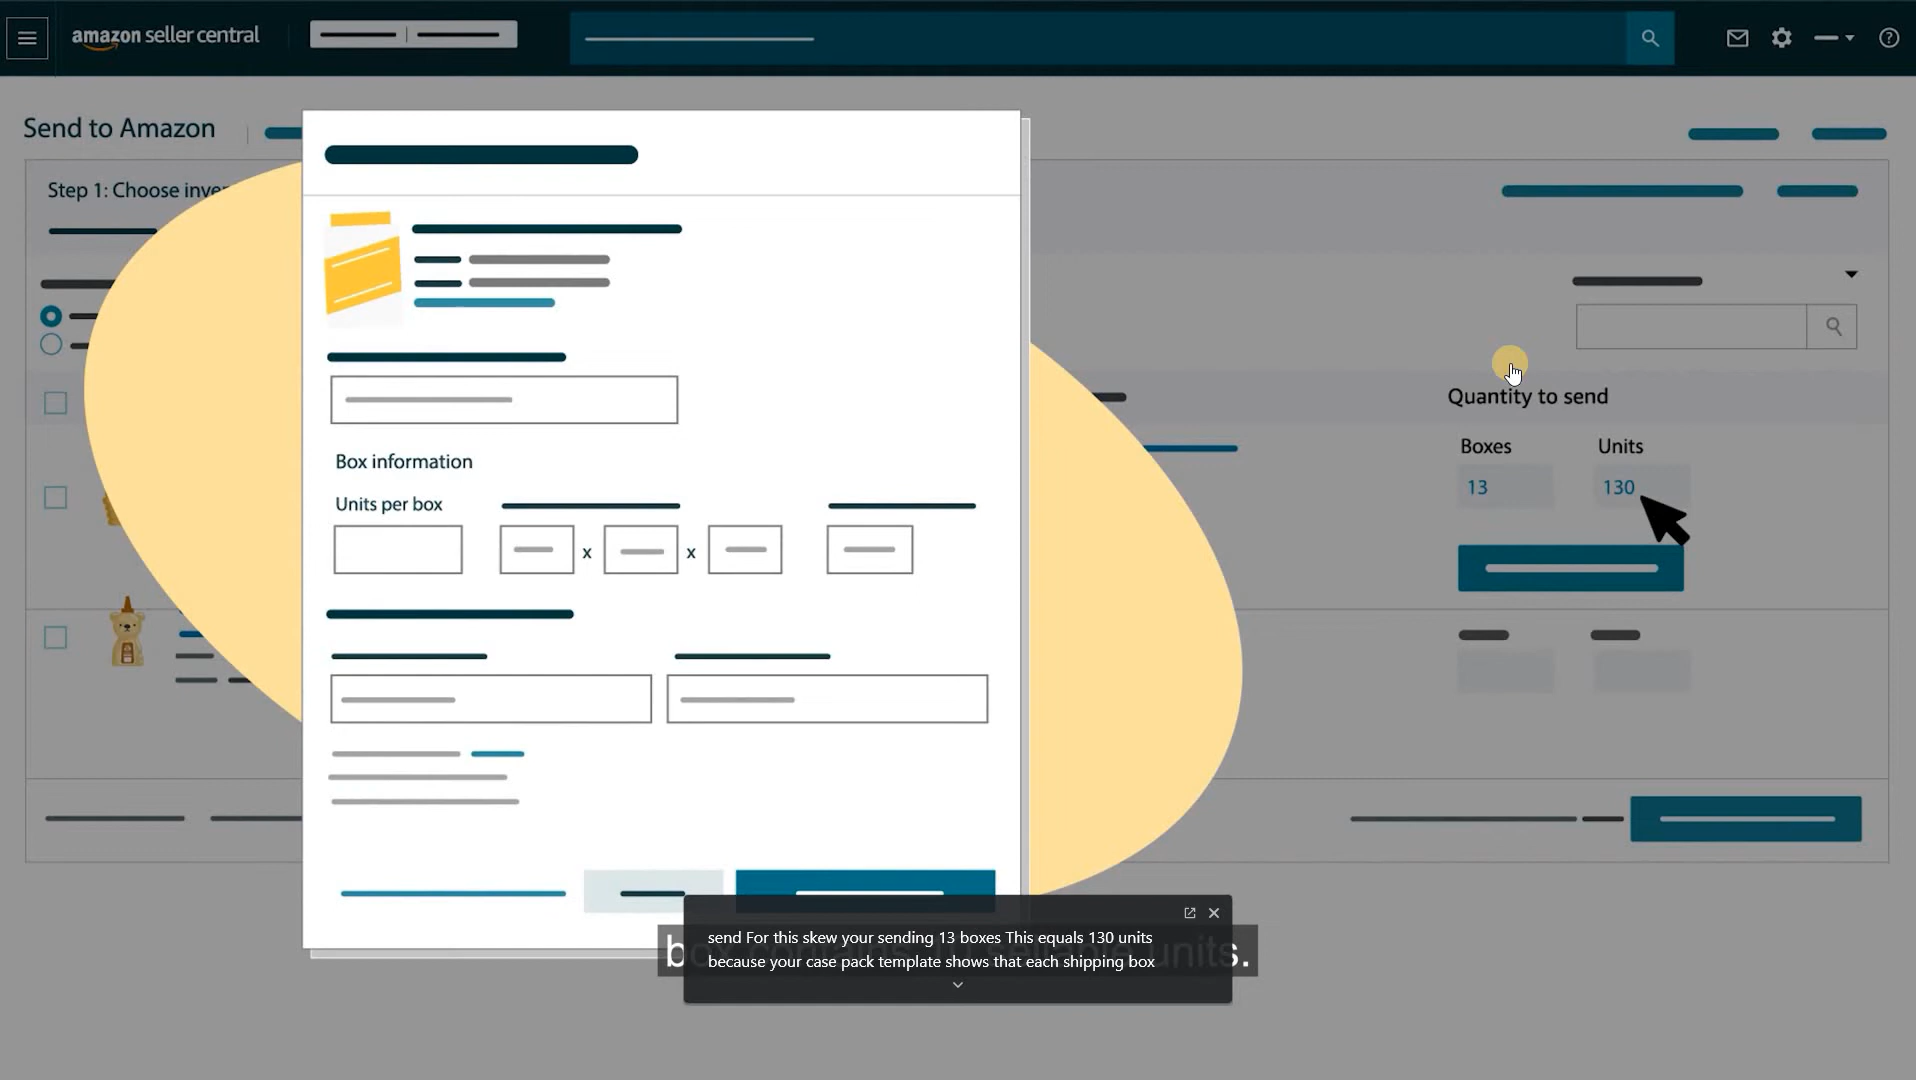 amazon seller central
Send to Amazon
Step 1: Choose inve
Quantity to send
Boxes
Units
13
130
Box information
Units per box
x
x
send For this skew your sending 13 boxes This equals 130 units
because your case pack template shows that each shipping box
units.